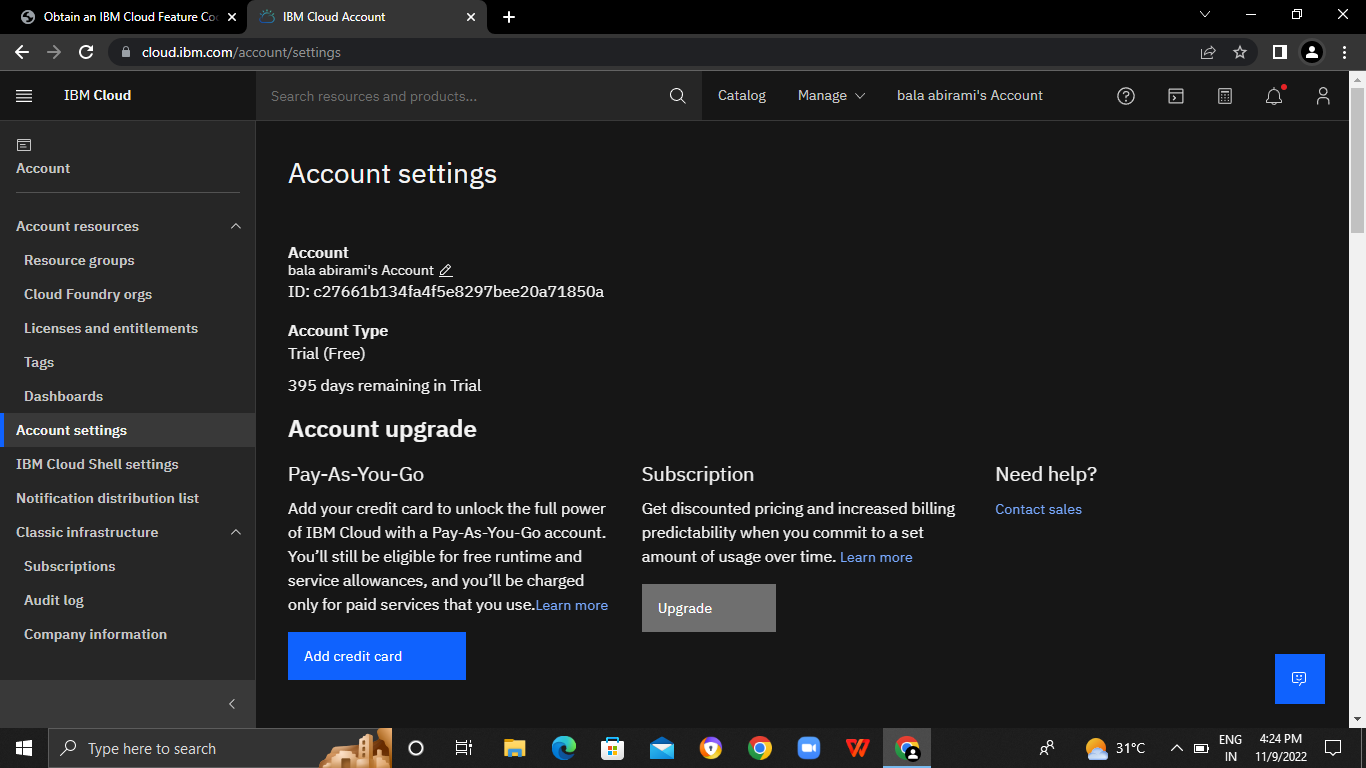 Obtain an IBM Cloud Feature Co
IBM Cloud Account
cloud.ibm.com/account/settings
IBM Cloud
Search resources and products...
Catalog
Manage
bala abirami's Account
Account
Account resources
Resource groups
Cloud Foundry orgs
Licenses and entitlements
Tags
Dashboards
Account settings
IBM Cloud Shell settings
Notification distribution list
Classic infrastructure
Subscriptions
Audit log
Company information
Account settings
Account
bala abirami's Account
ID: c27661b134fa4f5e8297bee20a71850a
Account Type
Trial (Free)
395 days remaining in Trial
Account upgrade
Pay-As-You-Go
Add your credit card to unlock the full power
of IBM Cloud with a Pay-As-You-Go account.
You’ll still be eligible for free runtime and
service allowances, and you’ll be charged
only for paid services that you use.Learn more
Add credit card
Subscription
Get discounted pricing and increased billing
predictability when you commit to a set
amount of usage over time. Learn more
Upgrade
Need help?
Contact sales
Type here to search
31°C
ENG
IN
4:24 PM
11/9/2022